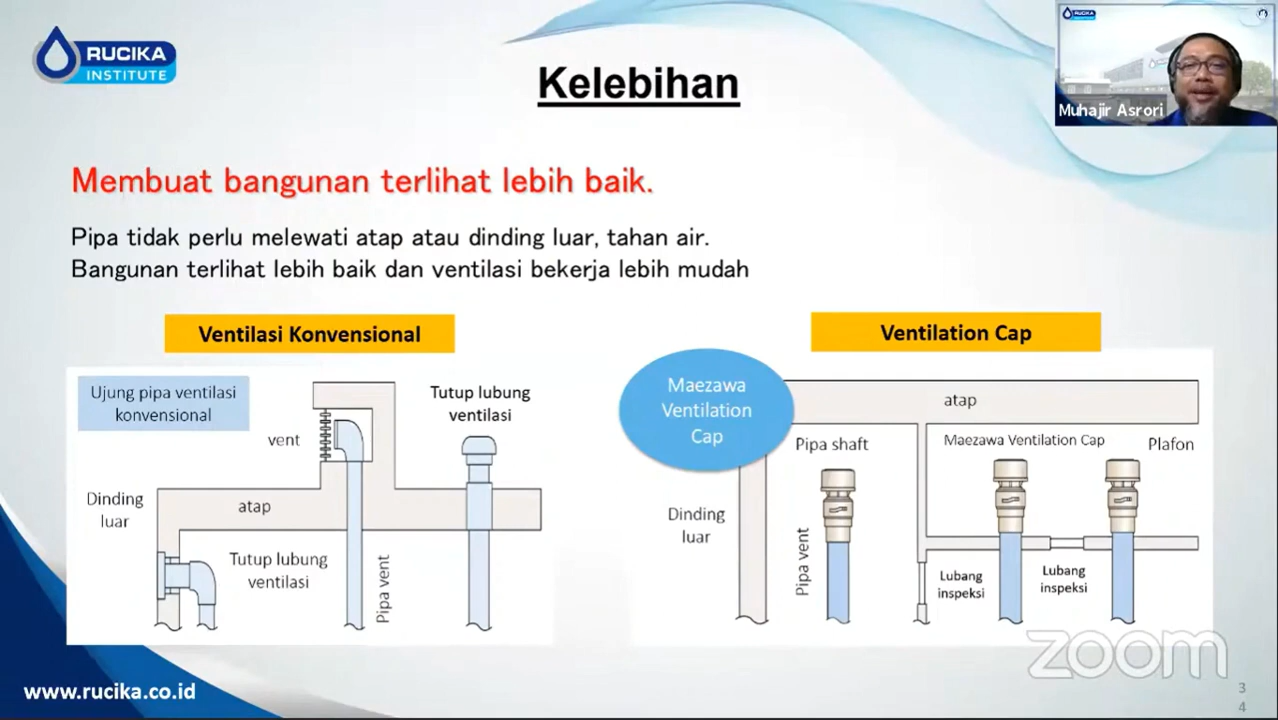 RUCIKA
INSTITUTE
Kelebihan
RUCIKA
Muhajir Asrori
Membuat bangunan terlihat lebih baik.
Pipa tidak perlu melewati atap atau dinding luar, tahan air.
Bangunan terlihat lebih baik dan ventilasi bekerja lebih mudah
Ventilasi Konvensional
Ujung pipa ventilasi
konvensional
vent
Tutup lubung
ventilasi
Dinding
luar
atap
Tutup lubung
ventilasi
Pipa vent
Ventilation Cap
Maezawa
Ventilation
Cap
atap
Pipa shaft
Maezawa Ventilation Cap
Plafon
Dinding
luar
Pipa vent
Lubang
inspeksi
Lubang
inspeksi
zoom
www.rucika.co.id
3
4